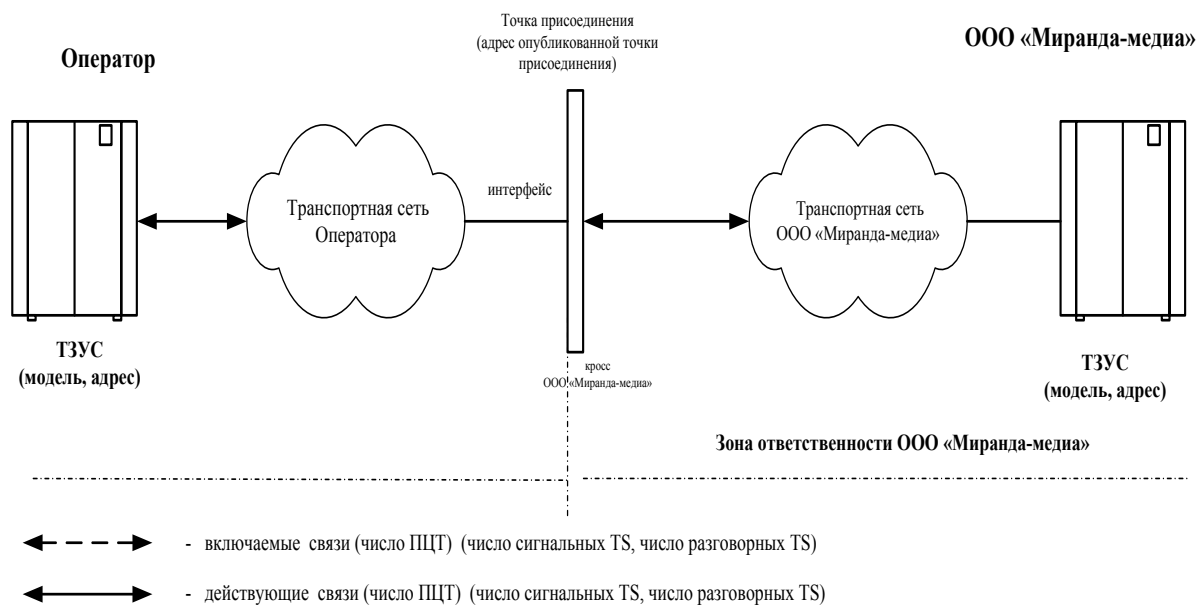 Точка присоединения
(адрес опубликованной точки
присоединения)
Оператор
ООО «Миранда-медиа»
интерфейс
Транспортная сеть
Оператора
Транспортная сеть
ООО «Миранда-медиа»
ТЗУС
(модель, адрес)
кросс
ООО «Миранда-медиа»
ТЗУС
(модель, адрес)
Зона ответственности ООО «Миранда-медиа»
- включаемые связи (число ПЦТ) (число сигнальных TS, число разговорных TS)
- действующие связи (число ПЦТ) (число сигнальных TS, число разговорных TS)